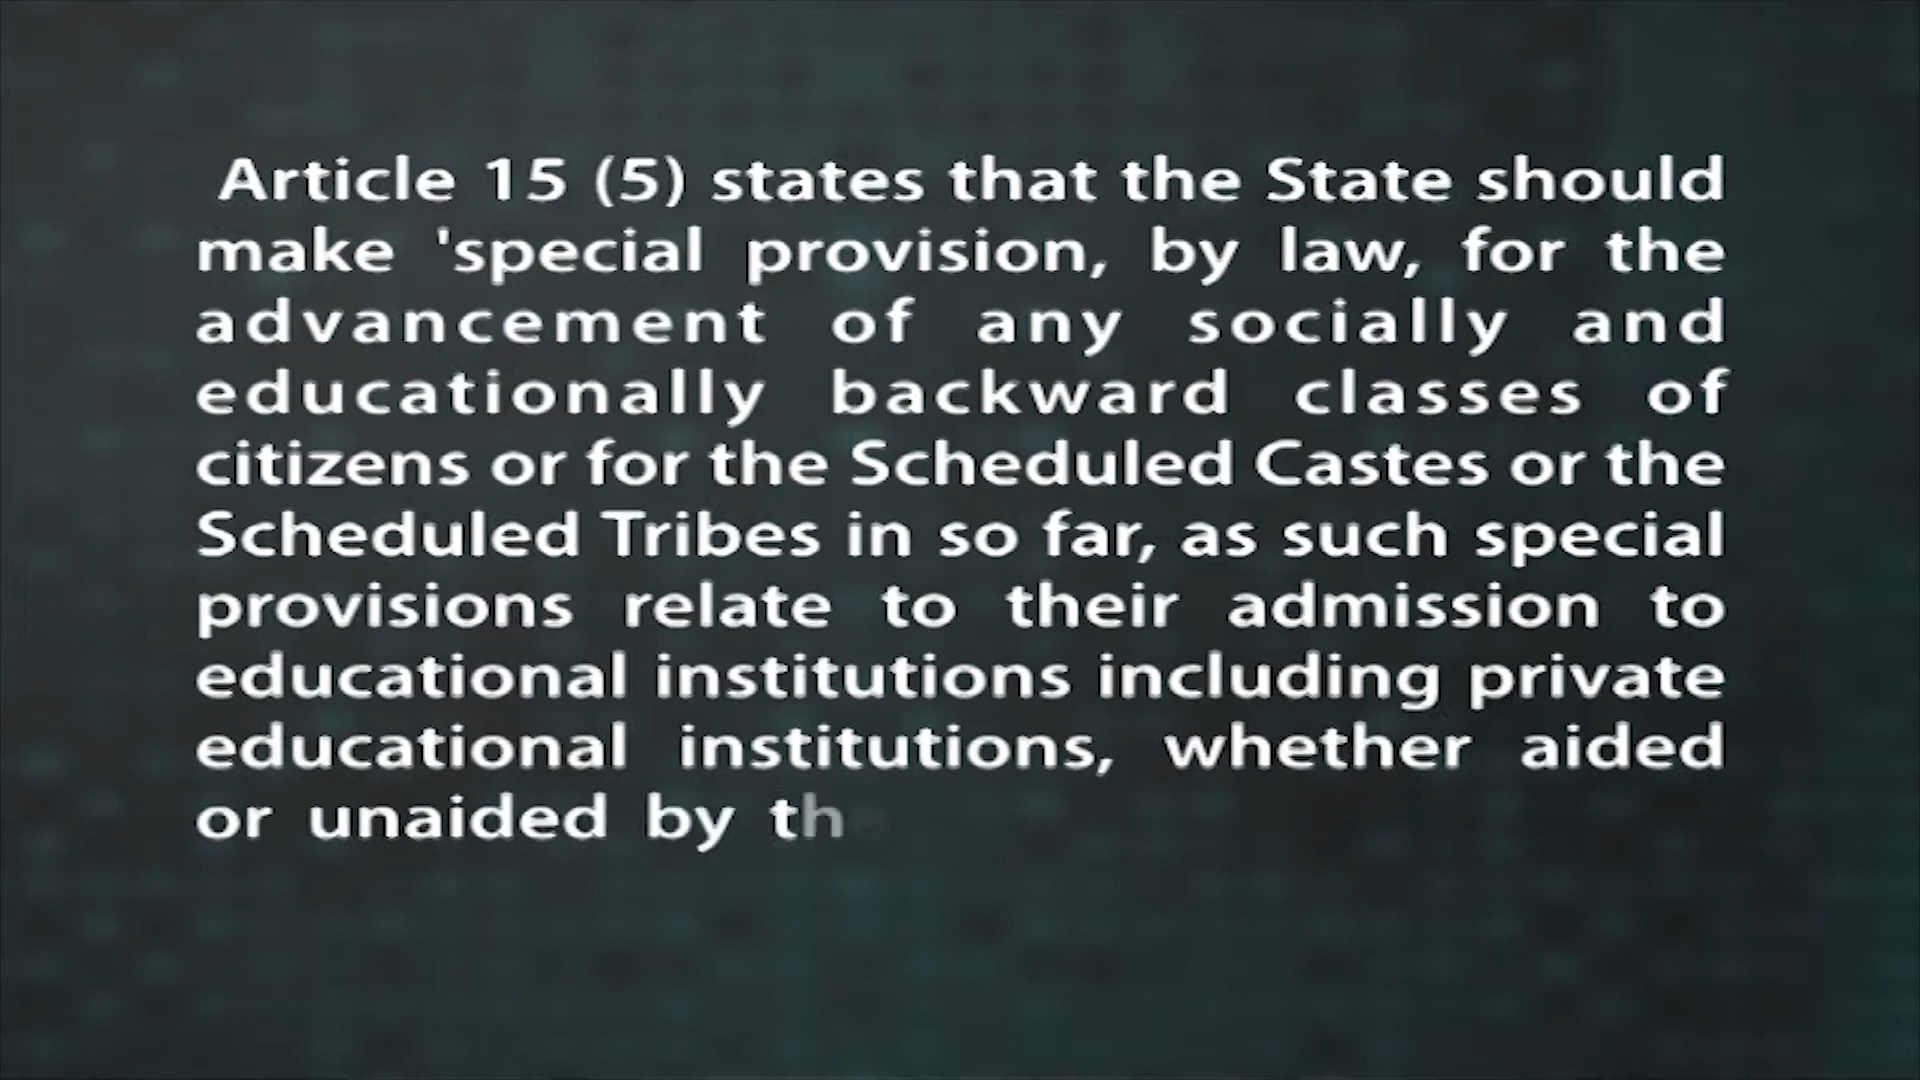 Article 15 (5) states that the State should
make 'special provision, by law, for the
advancement of any socially and
educationally backward classes of
citizens or for the Scheduled Castes or the
Scheduled Tribes in so far, as such special
provisions relate to their admission to
educational institutions including private
educational institutions, whether aided
or unaided by th